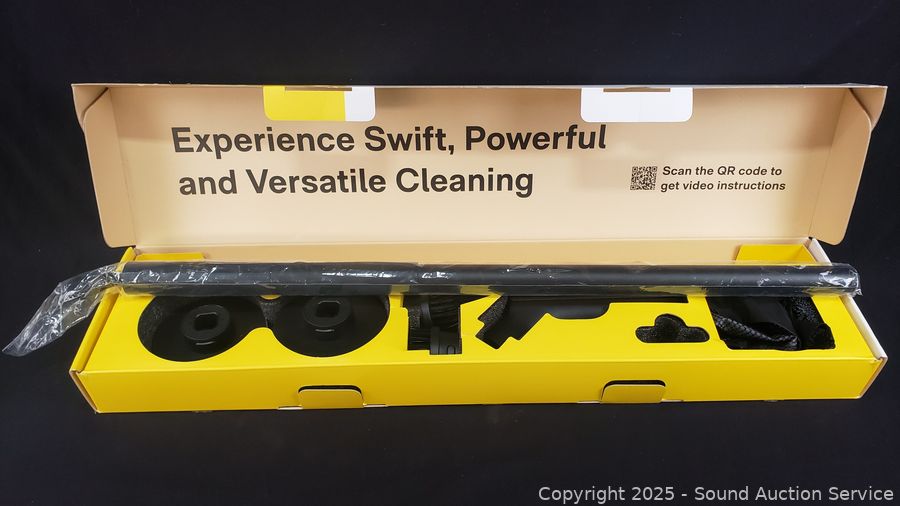 Experience Swift, Powerful
and Versatile Cleaning
Scan the QR code to
get video instructions
Copyright 2025 - Sound Auction Service